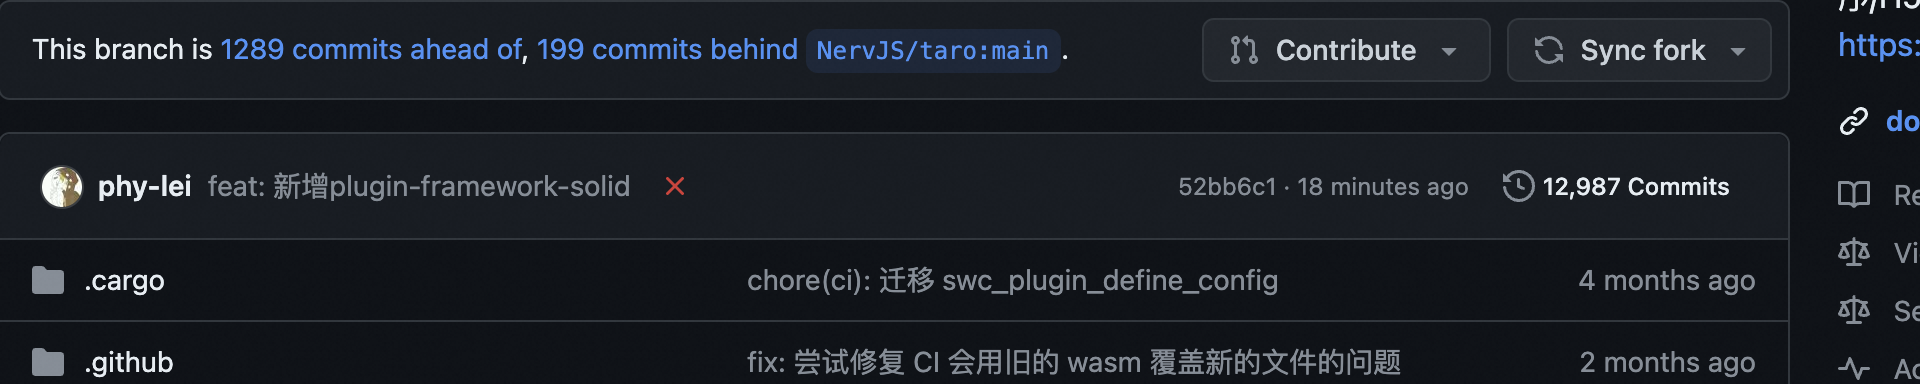 This branch is 1289 commits ahead of, 199 commits behind NervJS/taro:main.
Contribute
Sync fork
https:
do
phy-lei feat: 新增plugin-framework-solid
52bb6c1 · 18 minutes ago
12,987 Commits
Re
.cargo
chore(ci): 迁移 swc_plugin_define_config
4 months ago
Vi
Se
.github
fix: 尝试修复 CI 会用旧的 wasm 覆盖新的文件的问题
2 months ago
Ac